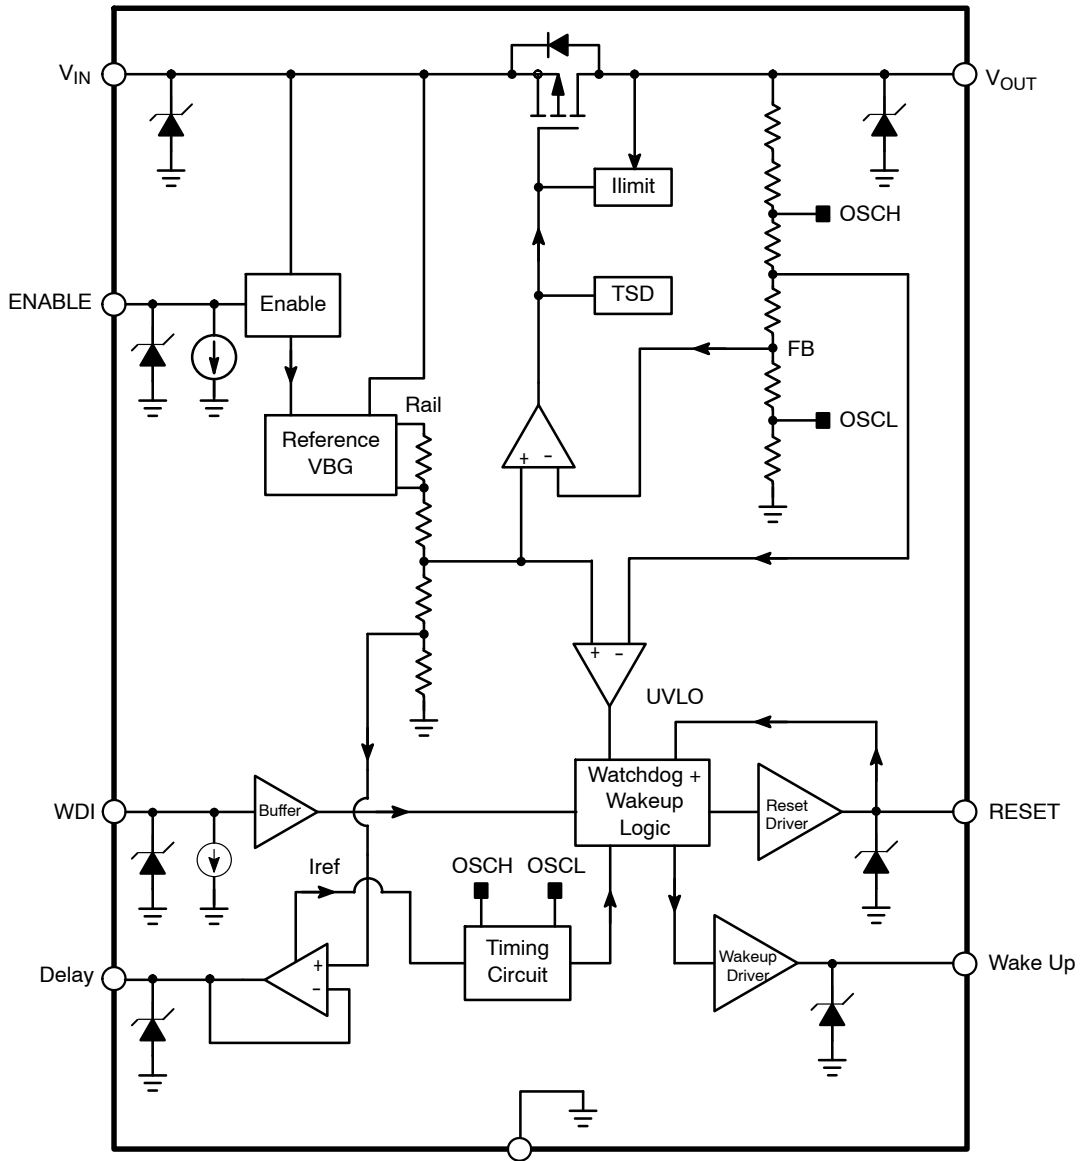 VIN
VOUT
Ilimit
OSCH
ENABLE
Enable
TSD
FB
Rail
Reference
VBG
+ −
OSCL
+ −
UVLO
WDI
Buffer
Watchdog +
Wakeup
Logic
Reset
Driver
RESET
Iref
OSCH
OSCL
Delay
+
−
Timing
Circuit
Wakeup
Driver
Wake Up